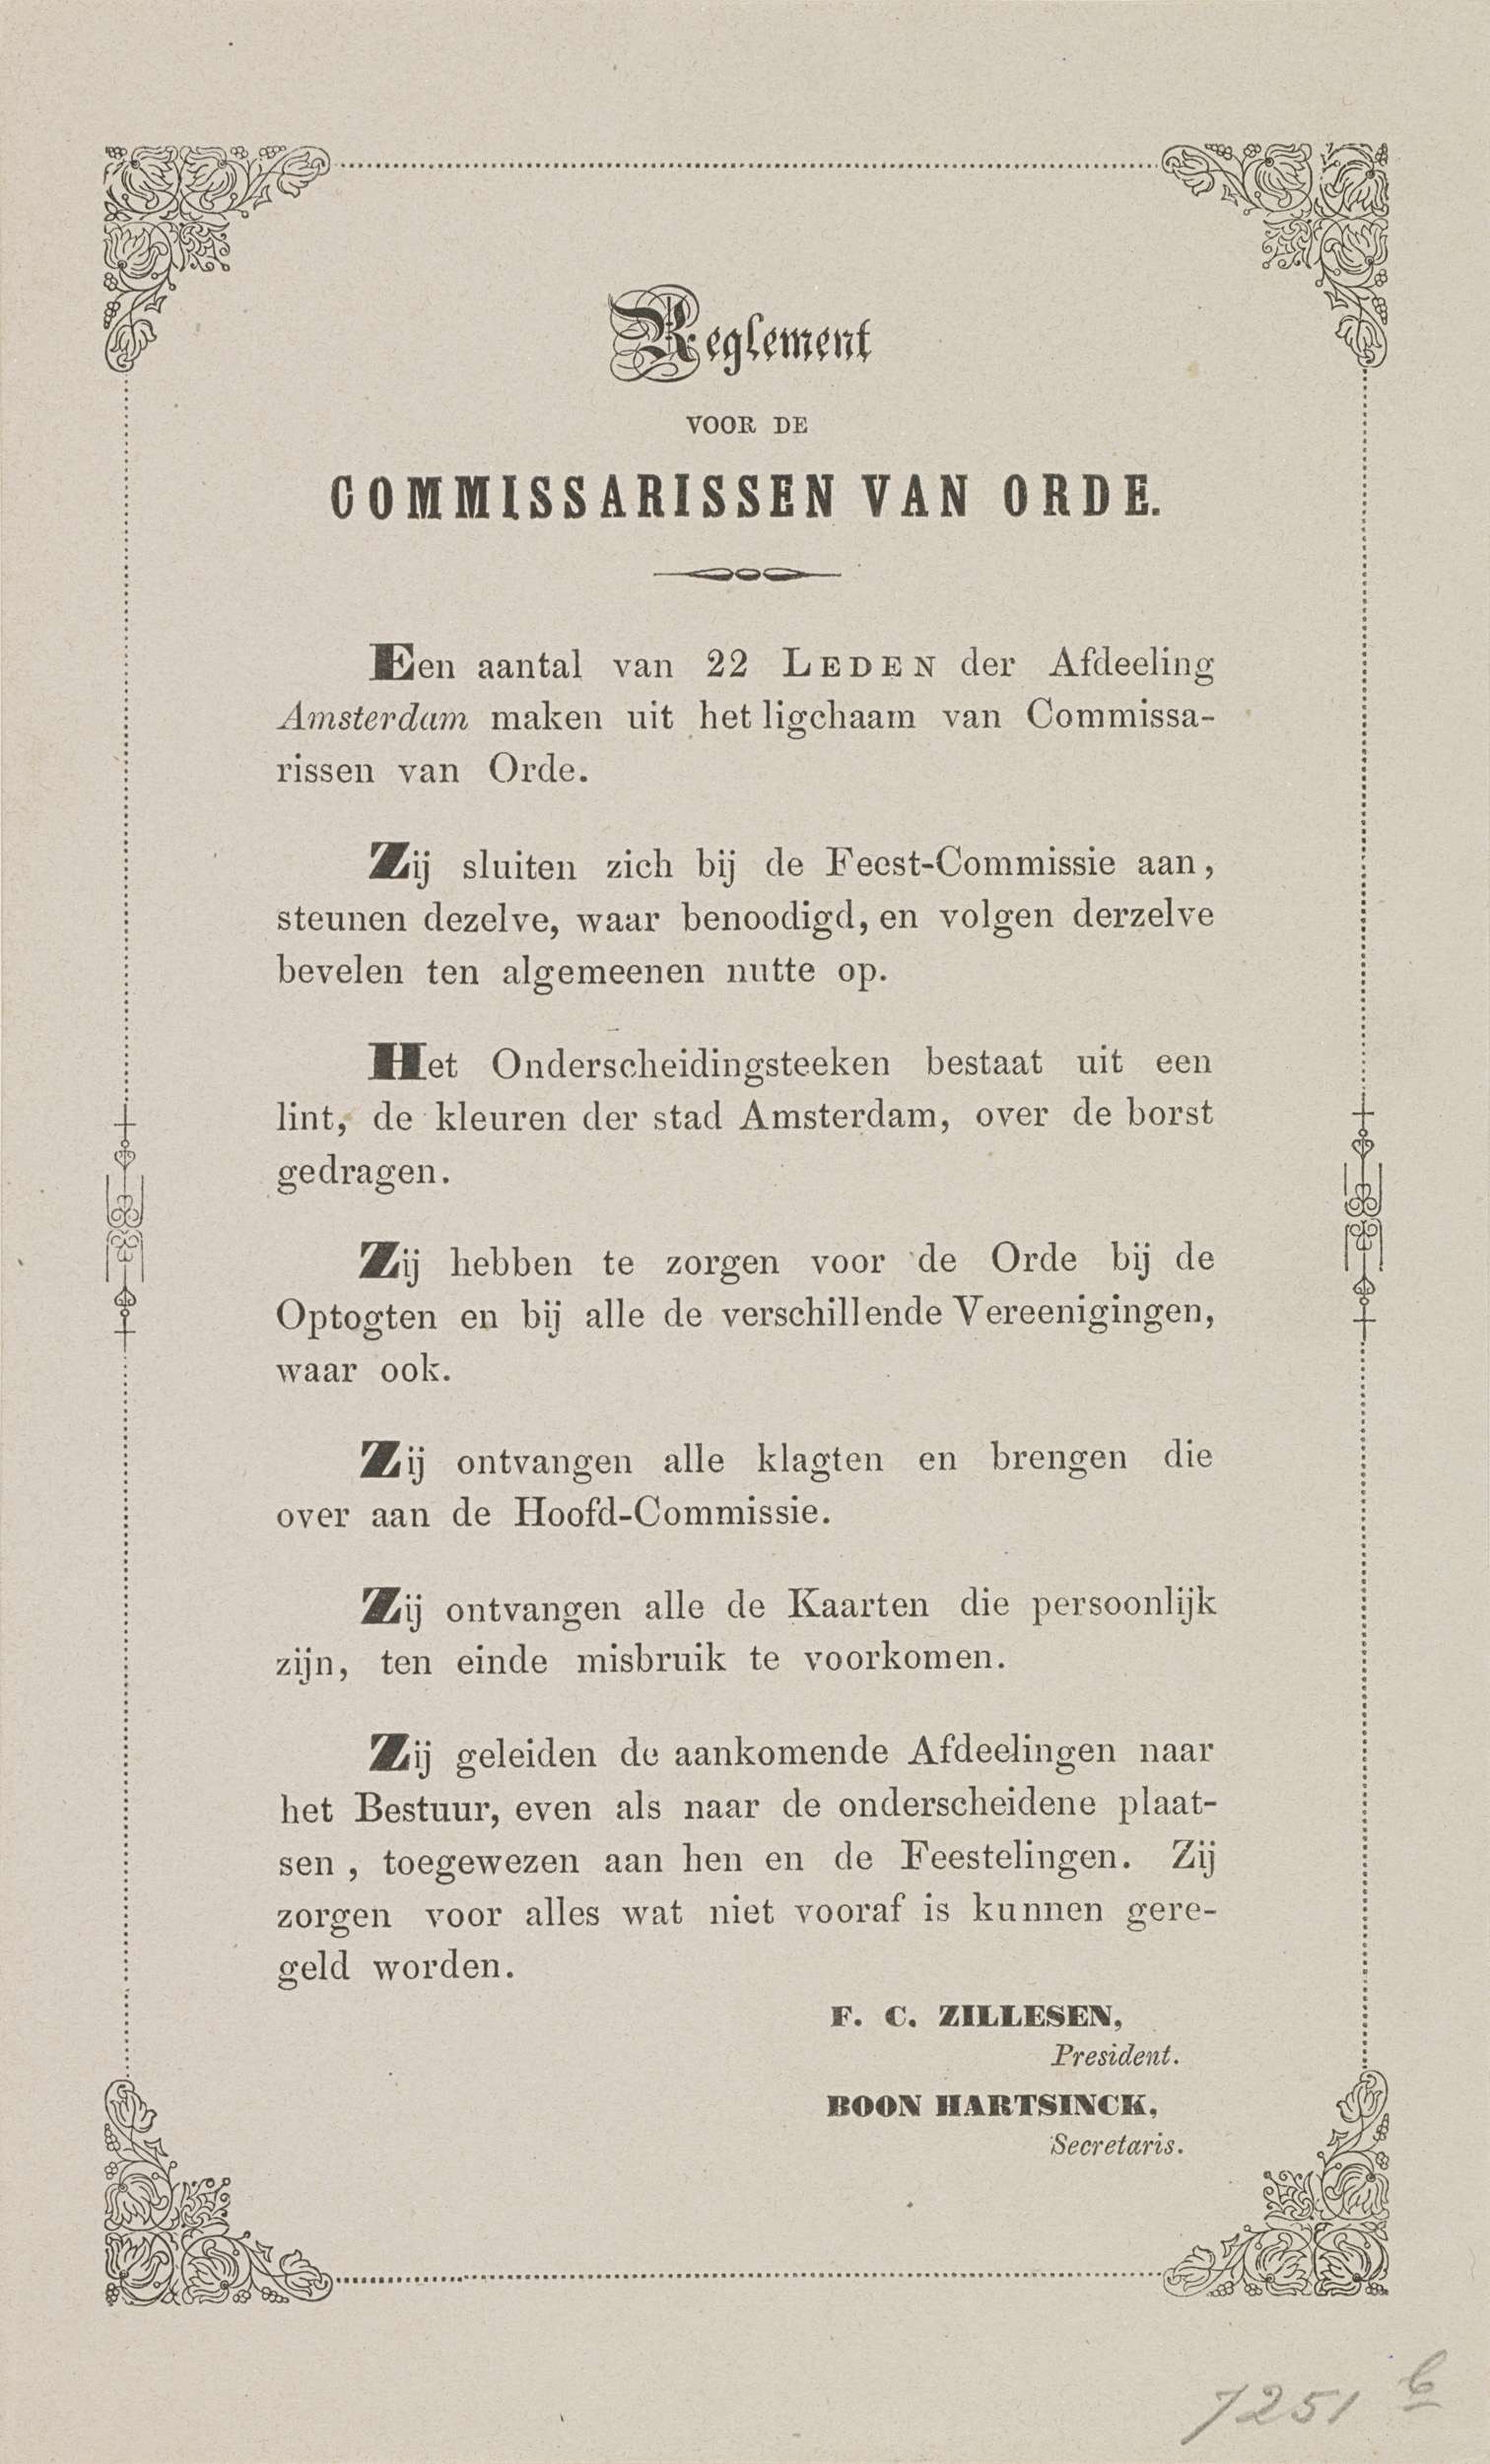 Reglement
VOOR DE
COMMISSARISSEN VAN ORDE.
Een aantal van 22 LEDEN der Afdeeling
Amsterdam maken uit het ligchaam van Commissa-
rissen van Orde.
Zij sluiten zich bij de Feest-Commissie aan,
steunen dezelve, waar benoodigd, en volgen derzelve
bevelen ten algemeenen nutte op.
Het Onderscheidingsteeken bestaat uit een
lint, de kleuren der stad Amsterdam, over de borst
gedragen.
Zij hebben te zorgen voor de Orde bij de
Optogten en bij alle de verschillende Vereenigingen,
waar ook.
Zij ontvangen alle klagten en brengen die
over aan de Hoofd-Commissie.
Zij ontvangen alle de Kaarten die persoonlijk
zijn, ten einde misbruik te voorkomen.
Zij geleiden de aankomende Afdeelingen naar
het Bestuur, even als naar de onderscheidene plaat-
sen, toegewezen aan hen en de Feestelingen. Zij
zorgen voor alles wat niet vooraf is kunnen gere-
geld worden.
F. C. ZILLESEN,
President.
BOON HARTSINCK,
Secretaris.
7251 b